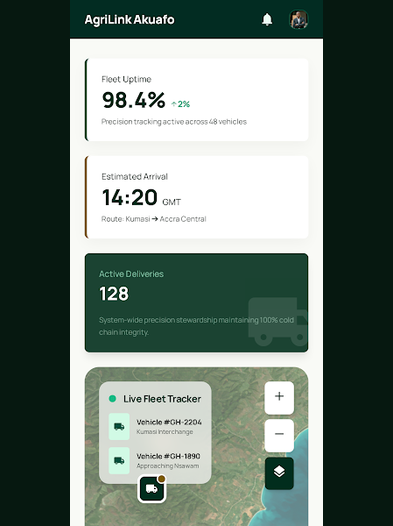 AgriLink Akuafo
Fleet Uptime
98.4% ↑2%
Precision tracking active across 48 vehicles
Estimated Arrival
14:20 GMT
Route: Kumasi → Accra Central
Active Deliveries
128
System-wide precision stewardship maintaining 100% cold
chain integrity.
Live Fleet Tracker
Vehicle #GH-2204
Kumasi Interchange
Vehicle #GH-1890
Approaching Nsawam
+
−